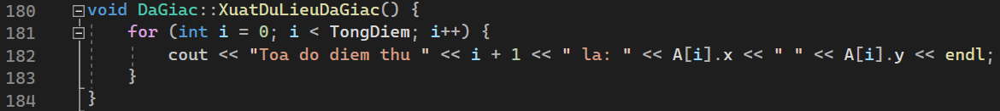 180 void DaGiac::XuatDuLieuDaGiac() {
181 for (int i = 0; i < TongDiem; i++) {
182 cout << "Toa do diem thu " << i + 1 << " la: " << A[i].x << " " << A[i].y << endl;
183 }
184 }